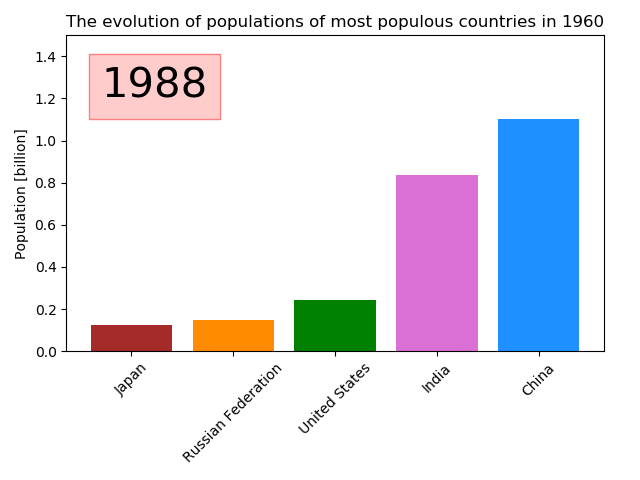 The evolution of populations of most populous countries in 1960
1988
Population [billion]
1.4
1.2
1.0
0.8
0.6
0.4
0.2
0.0
Japan
Russian Federation
United States
India
China